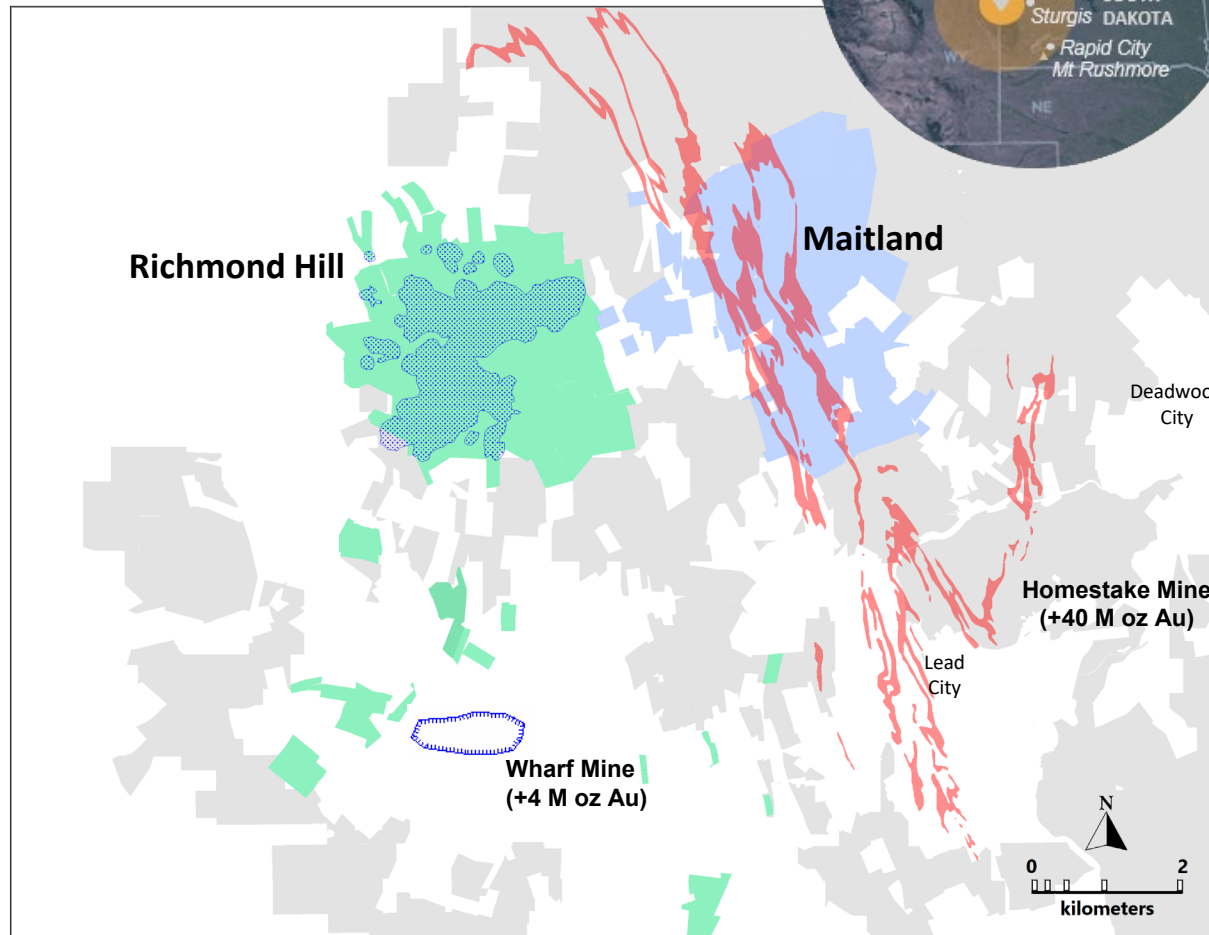 Sturgis
DAKOTA
Rapid City
Mt Rushmore
NE
Richmond Hill
Maitland
Deadwoo
City
Homestake Mine
(+40 M oz Au)
Lead
City
Wharf Mine
(+4 M oz Au)
N
0 2
kilometers